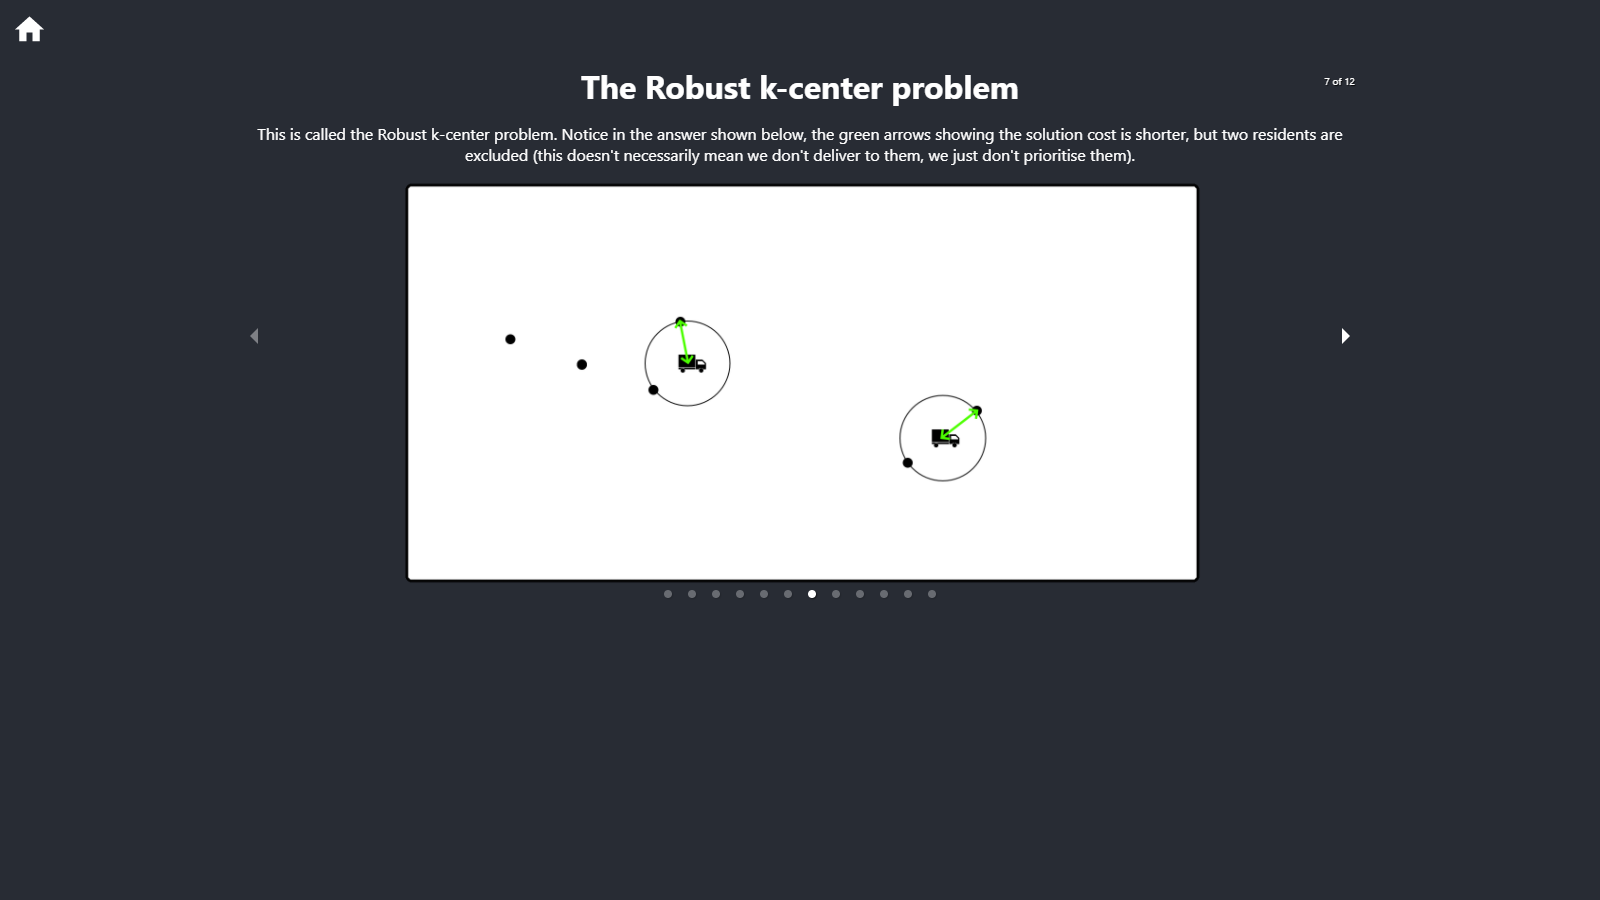 The Robust k-center problem
7 of 12
This is called the Robust k-center problem. Notice in the answer shown below, the green arrows showing the solution cost is shorter, but two residents are
excluded (this doesn't necessarily mean we don't deliver to them, we just don't prioritise them).